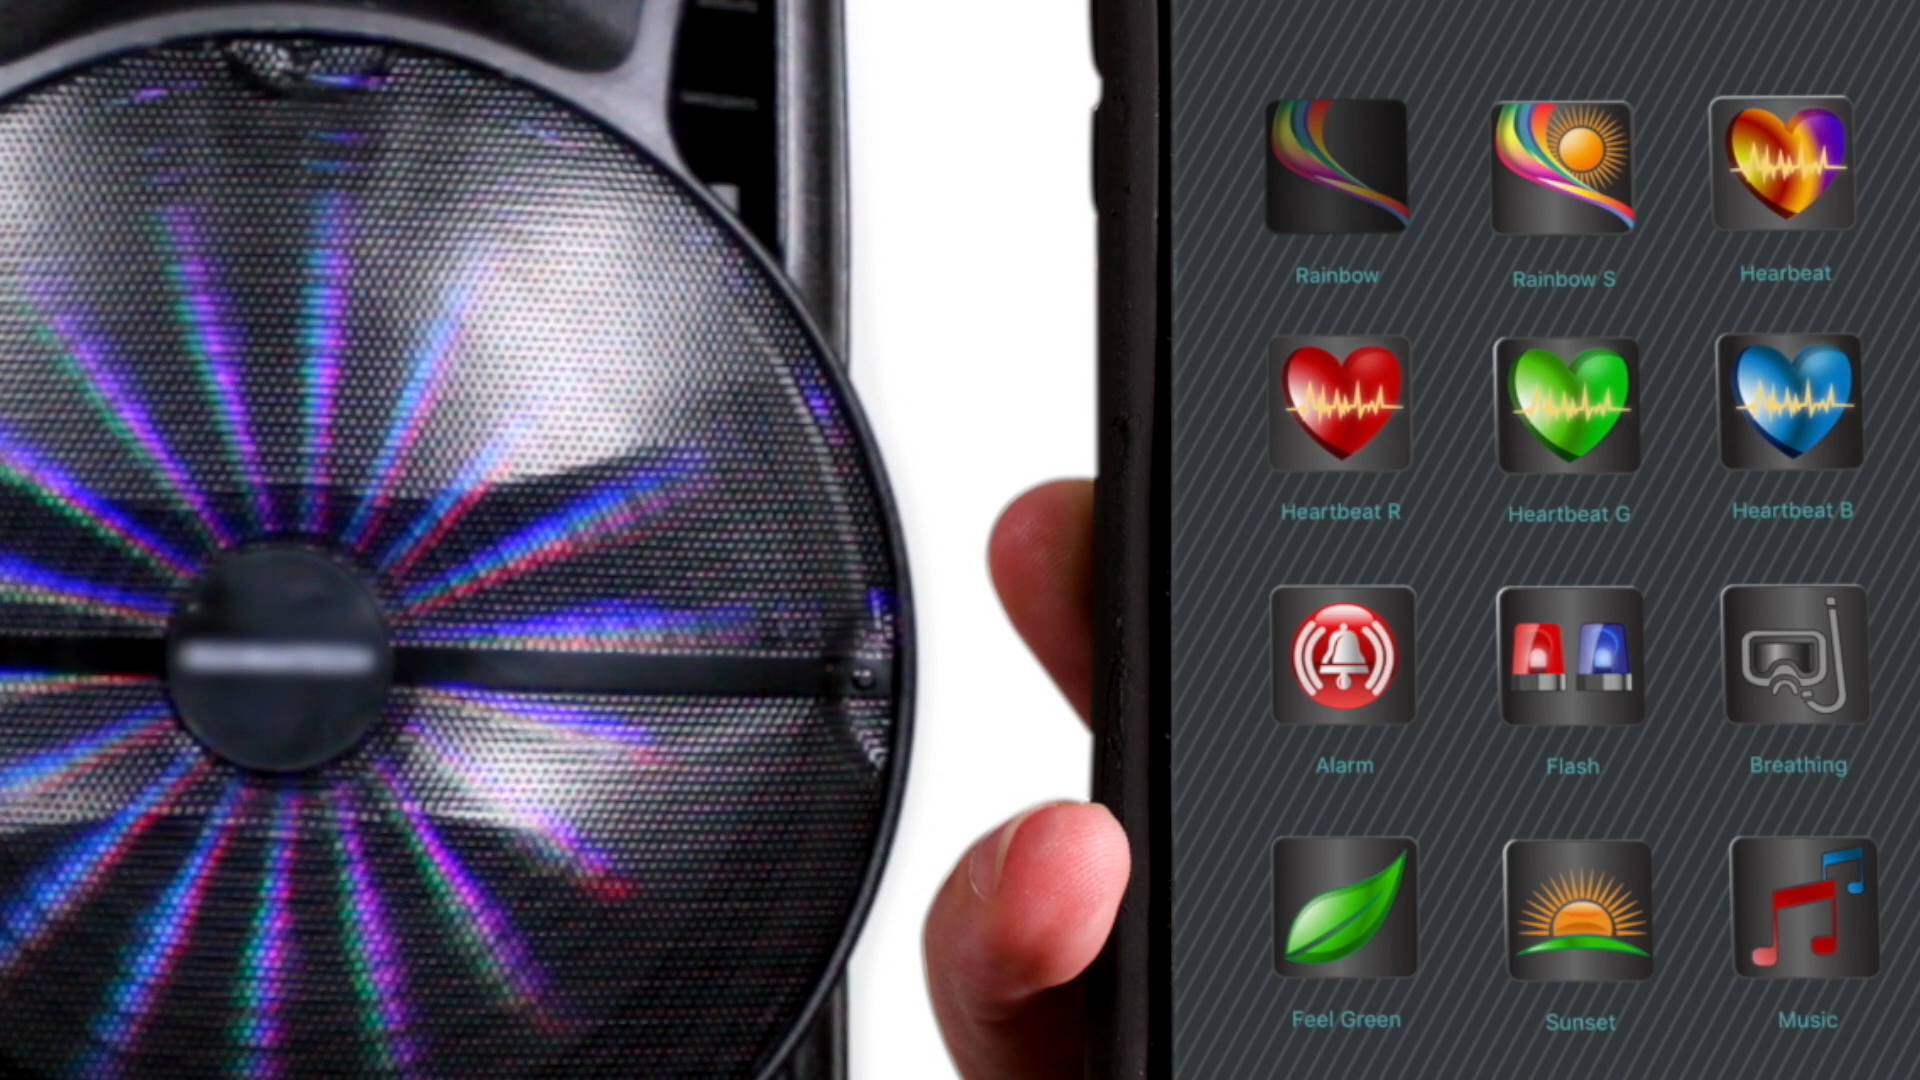 Rainbow
Rainbow S
Hearbeat
Heartbeat R
Heartbeat G
Heartbeat B
Alarm
Flash
Breathing
Feel Green
Sunset
Music